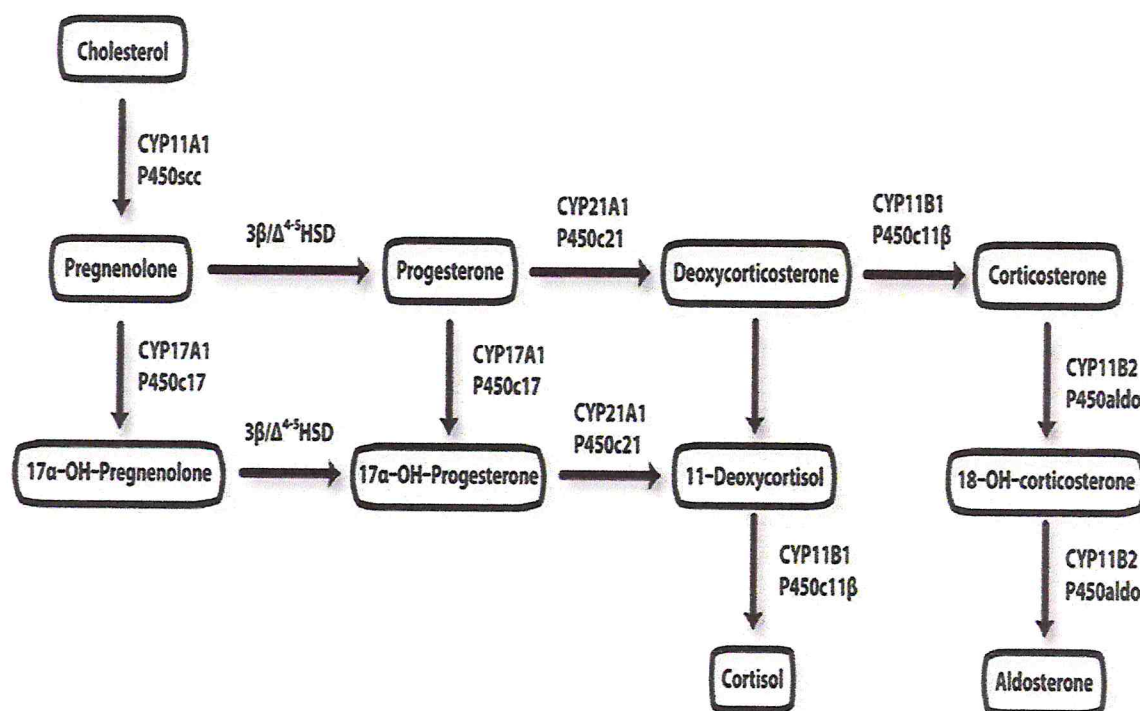 Cholesterol
CYP11A1
P450scc
Pregnenolone
3β/Δ⁴⁻⁵HSD
Progesterone
CYP21A1
P450c21
Deoxycorticosterone
CYP11B1
P450c11β
Corticosterone
CYP17A1
P450c17
CYP17A1
P450c17
CYP11B2
P450aldo
17α-OH-Pregnenolone
3β/Δ⁴⁻⁵HSD
17α-OH-Progesterone
CYP21A1
P450c21
11-Deoxycortisol
18-OH-corticosterone
CYP11B1
P450c11β
CYP11B2
P450aldo
Cortisol
Aldosterone